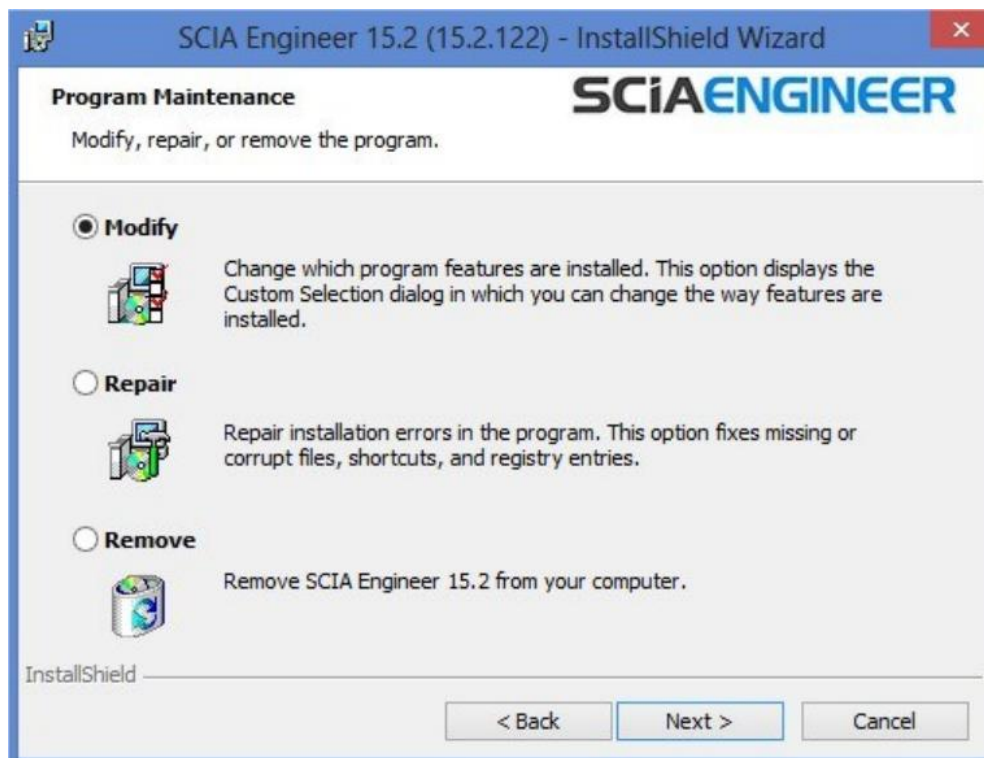 SCIA Engineer 15.2 (15.2.122) - InstallShield Wizard
Program Maintenance
SCiAENGINEER
Modify, repair, or remove the program.
Modify
Change which program features are installed. This option displays the
Custom Selection dialog in which you can change the way features are
installed.
Repair
Repair installation errors in the program. This option fixes missing or
corrupt files, shortcuts, and registry entries.
Remove
Remove SCIA Engineer 15.2 from your computer.
InstallShield
< Back Next > Cancel